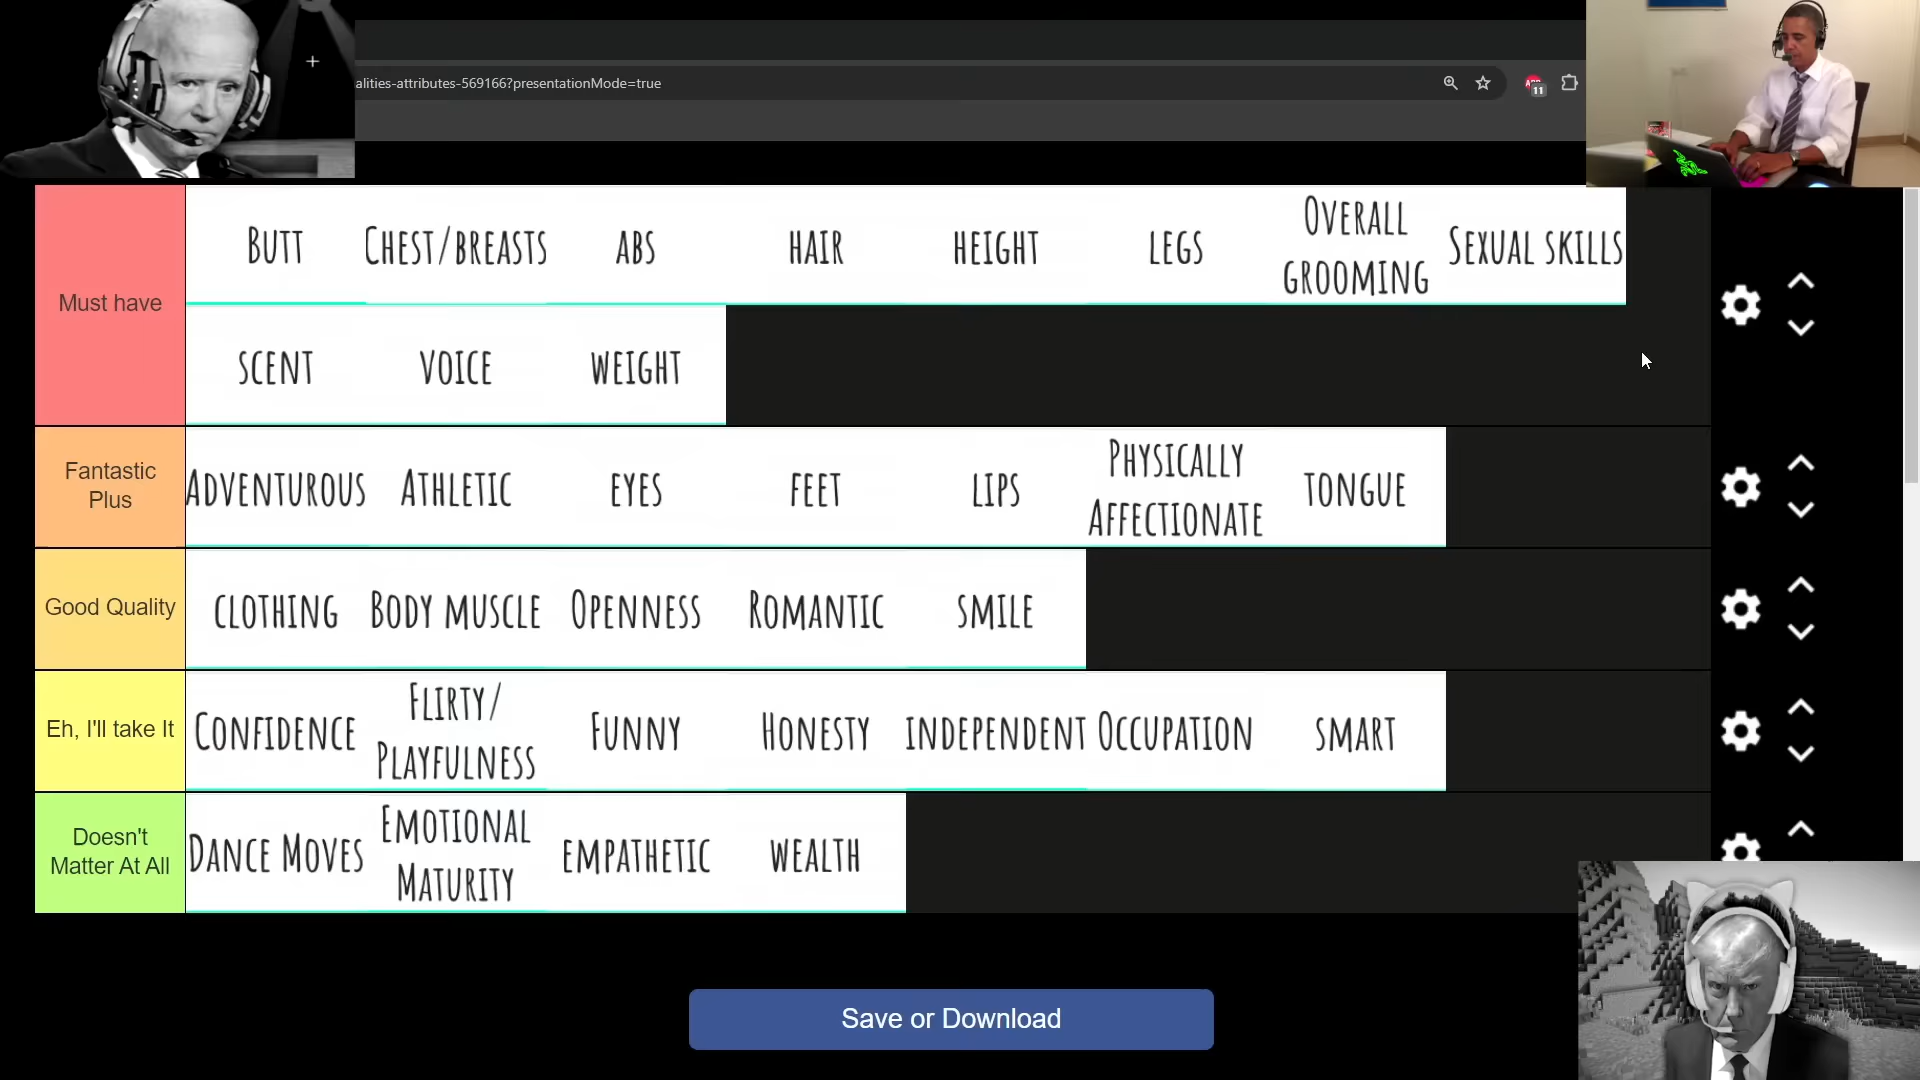 alities-attributes-569166?presentationMode=true
11
Must have
BUTT
CHEST/BREASTS
ABS
HAIR
HEIGHT
LEGS
OVERALL
GROOMING
SEXUAL SKILLS
SCENT
VOICE
WEIGHT
Fantastic
Plus
ADVENTUROUS
ATHLETIC
EYES
FEET
LIPS
PHYSICALLY
AFFECTIONATE
TONGUE
Good Quality
CLOTHING
BODY MUSCLE
OPENNESS
ROMANTIC
SMILE
Eh, I'll take It
CONFIDENCE
FLIRTY/
PLAYFULNESS
FUNNY
HONESTY
INDEPENDENT
OCCUPATION
SMART
Doesn't
Matter At All
DANCE MOVES
EMOTIONAL
MATURITY
EMPATHETIC
WEALTH
Save or Download